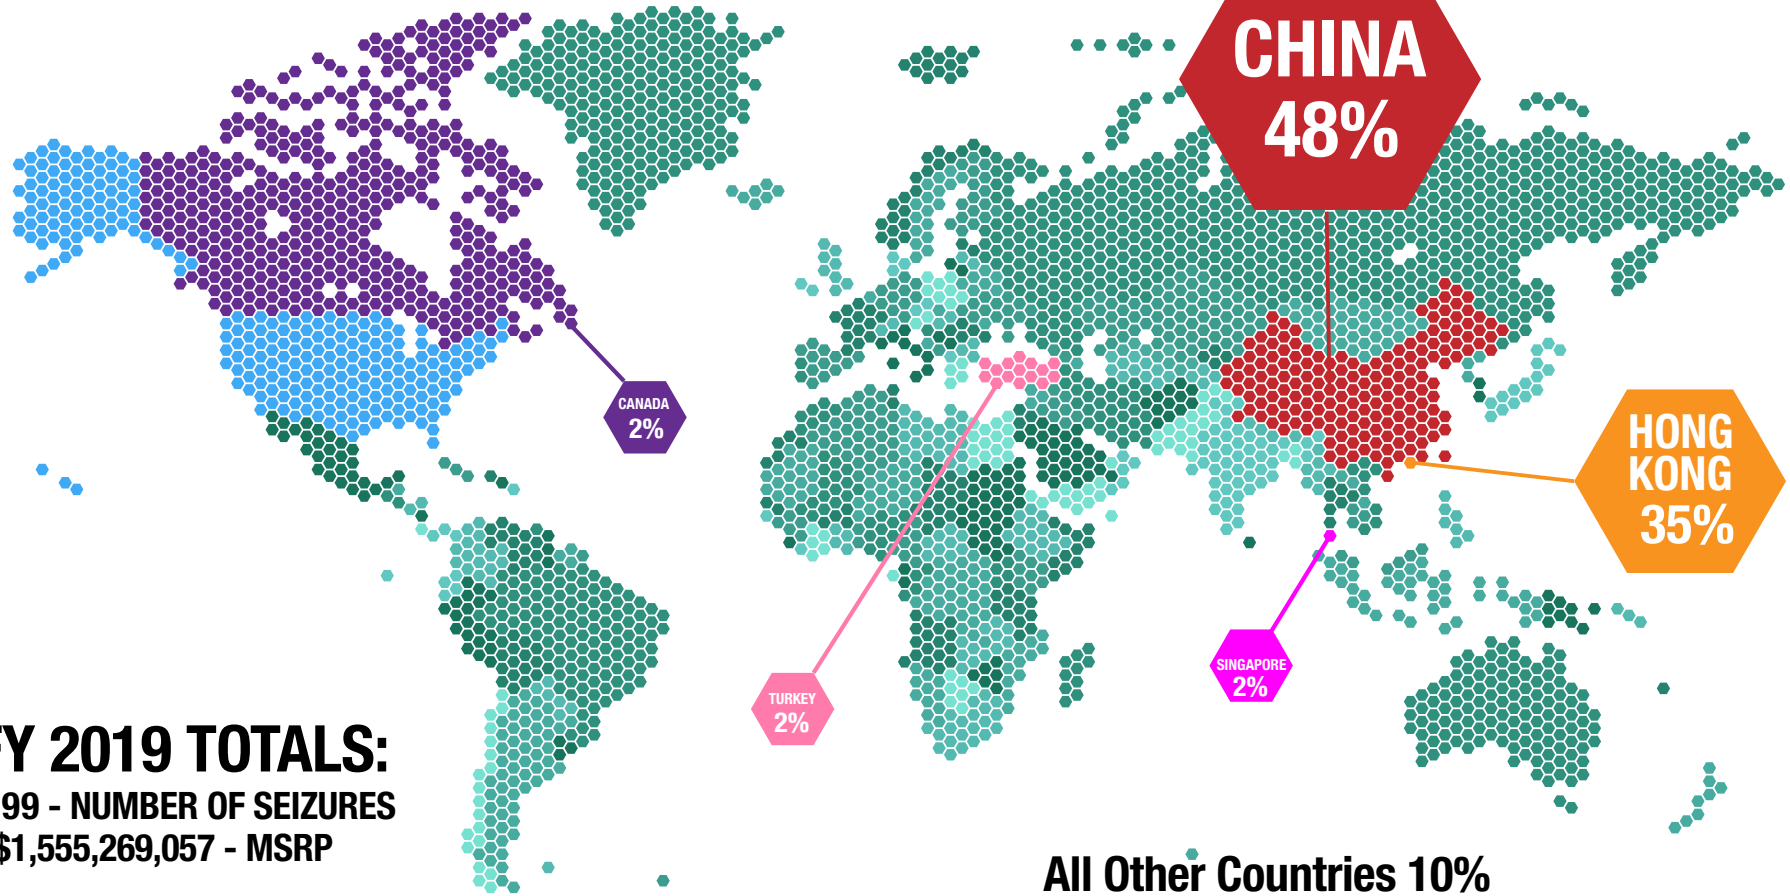 CHINA
48%
CANADA
2%
HONG
KONG
35%
SINGAPORE
2%
TURKEY
2%
FY 2019 TOTALS:
99 - NUMBER OF SEIZURES
$1,555,269,057 - MSRP
All Other Countries 10%